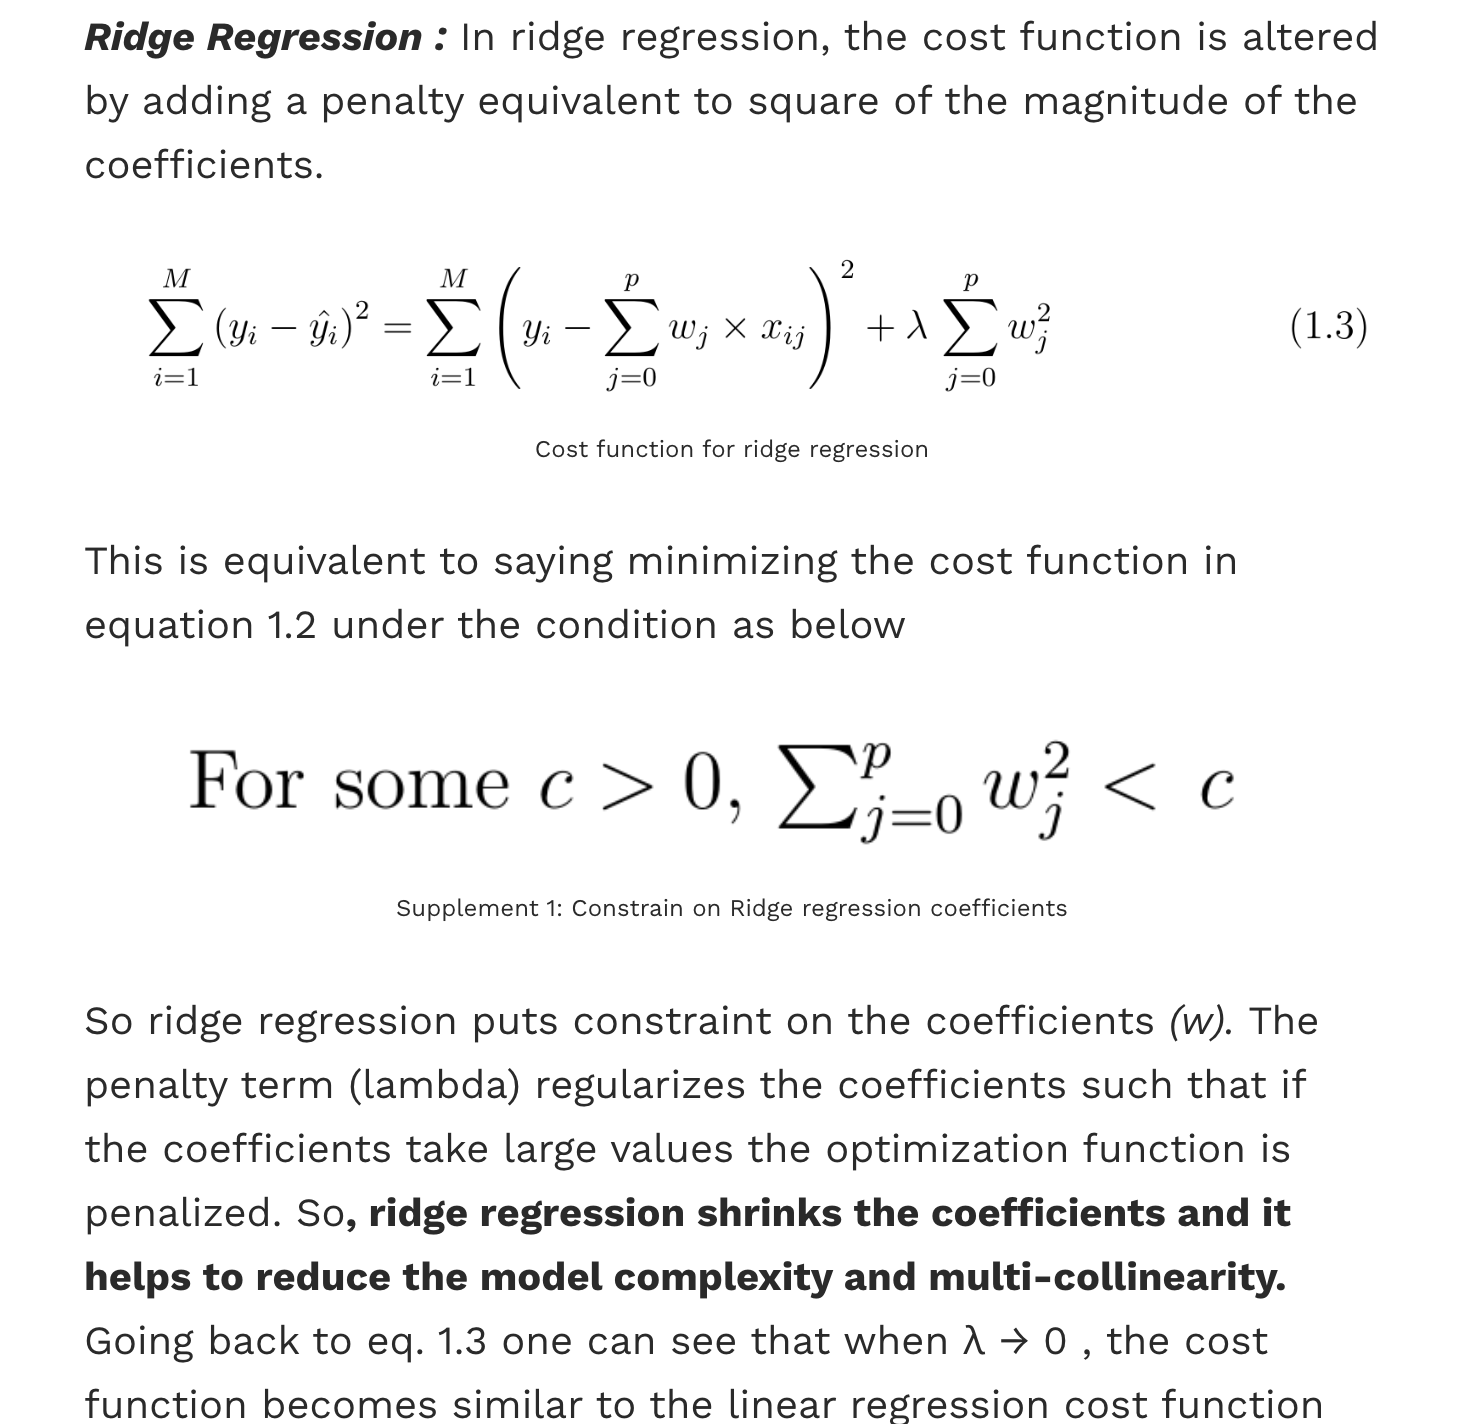 Ridge Regression : In ridge regression, the cost function is altered
by adding a penalty equivalent to square of the magnitude of the
coefficients.
\sum_{i=1}^{M} (y_i - \hat{y}_i)^2 = \sum_{i=1}^{M} \left( y_i - \sum_{j=0}^{p} w_j \times x_{ij} \right)^2 + \lambda \sum_{j=0}^{p} w_j^2 (1.3)
Cost function for ridge regression
This is equivalent to saying minimizing the cost function in
equation 1.2 under the condition as below
For some c > 0, \sum_{j=0}^{p} w_j^2 < c
Supplement 1: Constrain on Ridge regression coefficients
So ridge regression puts constraint on the coefficients (w). The
penalty term (lambda) regularizes the coefficients such that if
the coefficients take large values the optimization function is
penalized. So, ridge regression shrinks the coefficients and it
helps to reduce the model complexity and multi-collinearity.
Going back to eq. 1.3 one can see that when λ → 0 , the cost
function becomes similar to the linear regression cost function